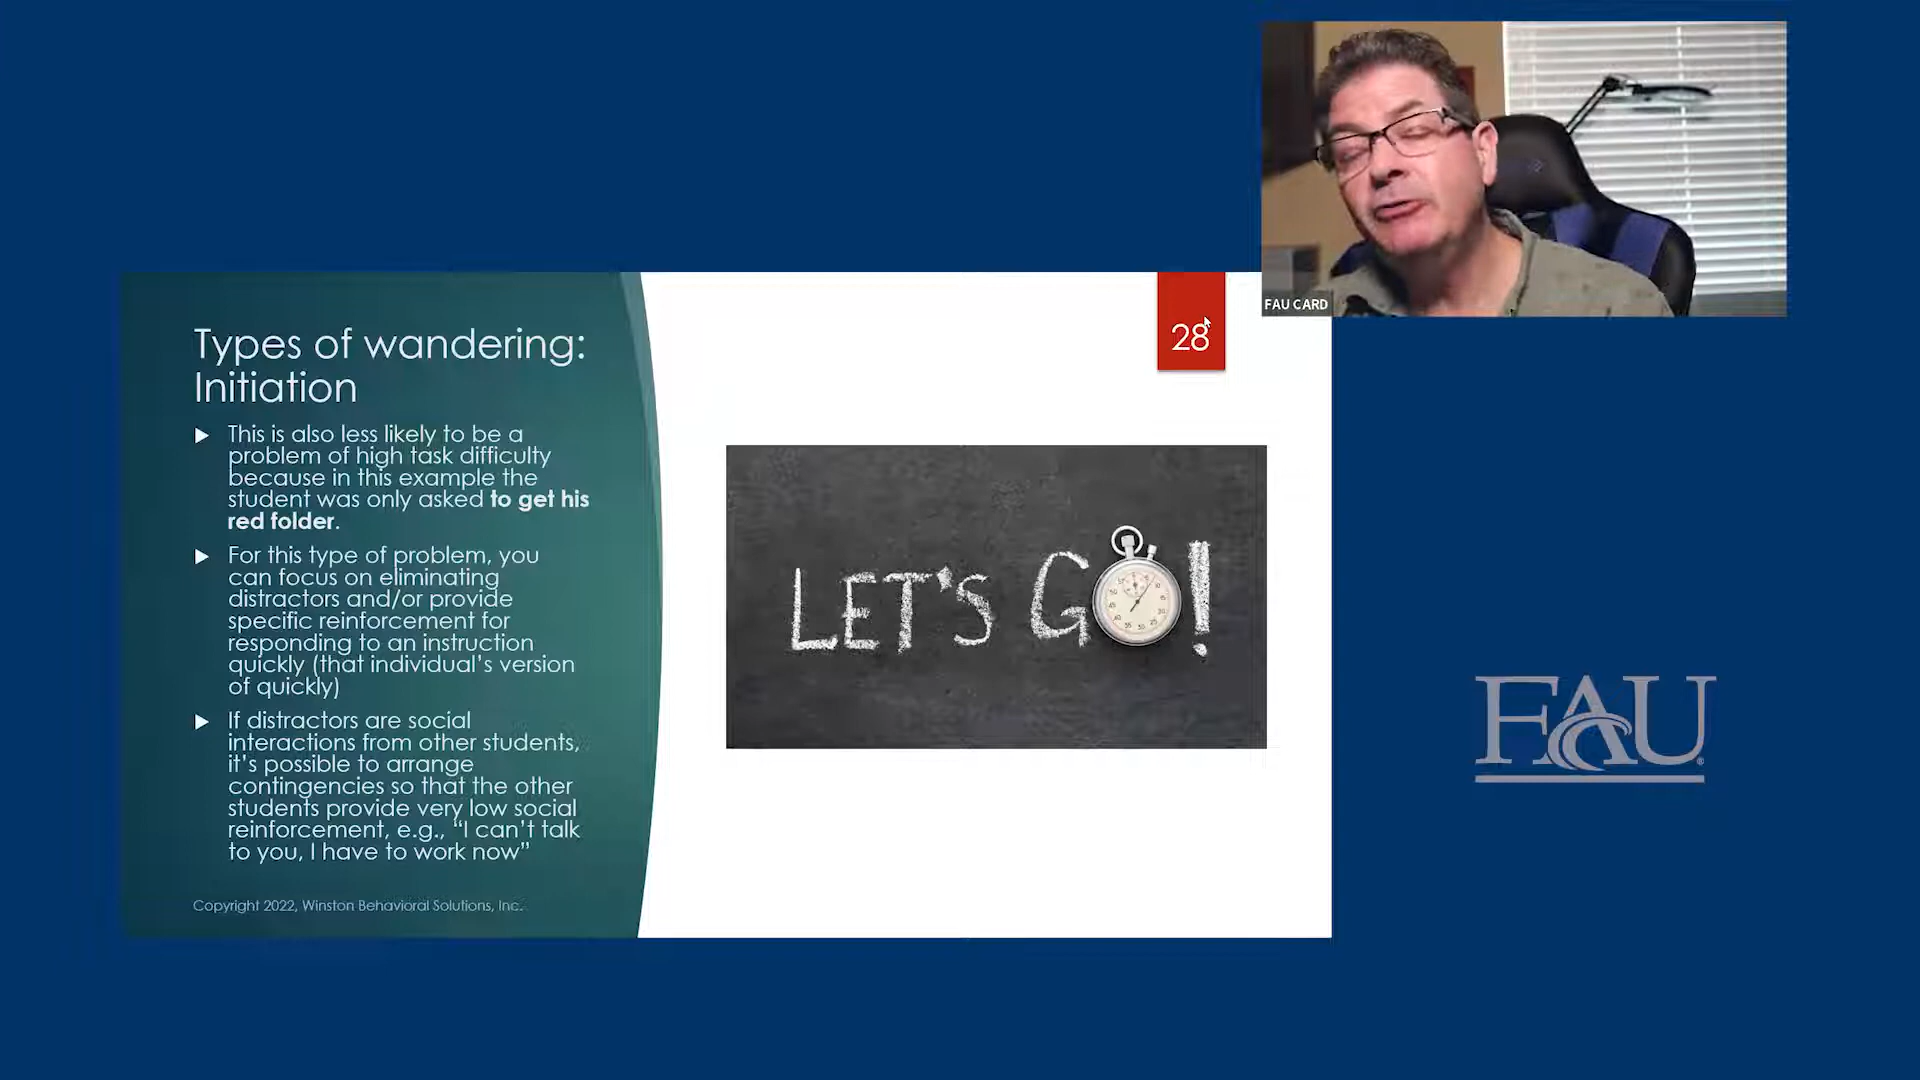 FAU CARD
28
Types of wandering:
Initiation
This is also less likely to be a
problem of high task difficulty
because in this example the
student was only asked to get his
red folder.
For this type of problem, you
can focus on eliminating
distractors and/or provide
specific reinforcement for
responding to an instruction
quickly (that individual's version
of quickly)
If distractors are social
interactions from other students,
it's possible to arrange
contingencies so that the other
students provide very low social
reinforcement, e.g., “I can't talk
to you, I have to work now”
Copyright 2022, Winston Behavioral Solutions, Inc.
LET'S GO!
FAU